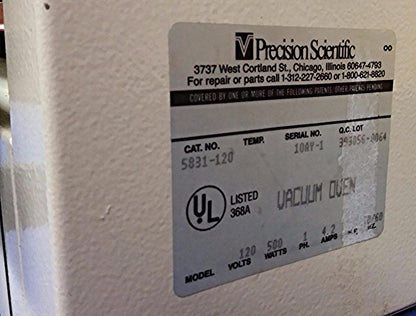 Precision Scientific
3737 West Cortland St., Chicago, Illinois 60647-4793
For repair or parts call 1-312-227-2660 or 1-800-621-8820
COVERED BY ONE OR MORE OF THE FOLLOWING PATENTS: OTHER PATENTS PENDING
CAT. NO. TEMP. SERIAL NO. Q.C. LOT
5831-120 10AY-1
UL LISTED
368A
VACUUM OVEN
120 500 1 4.2
MODEL VOLTS WATTS PH. AMPS